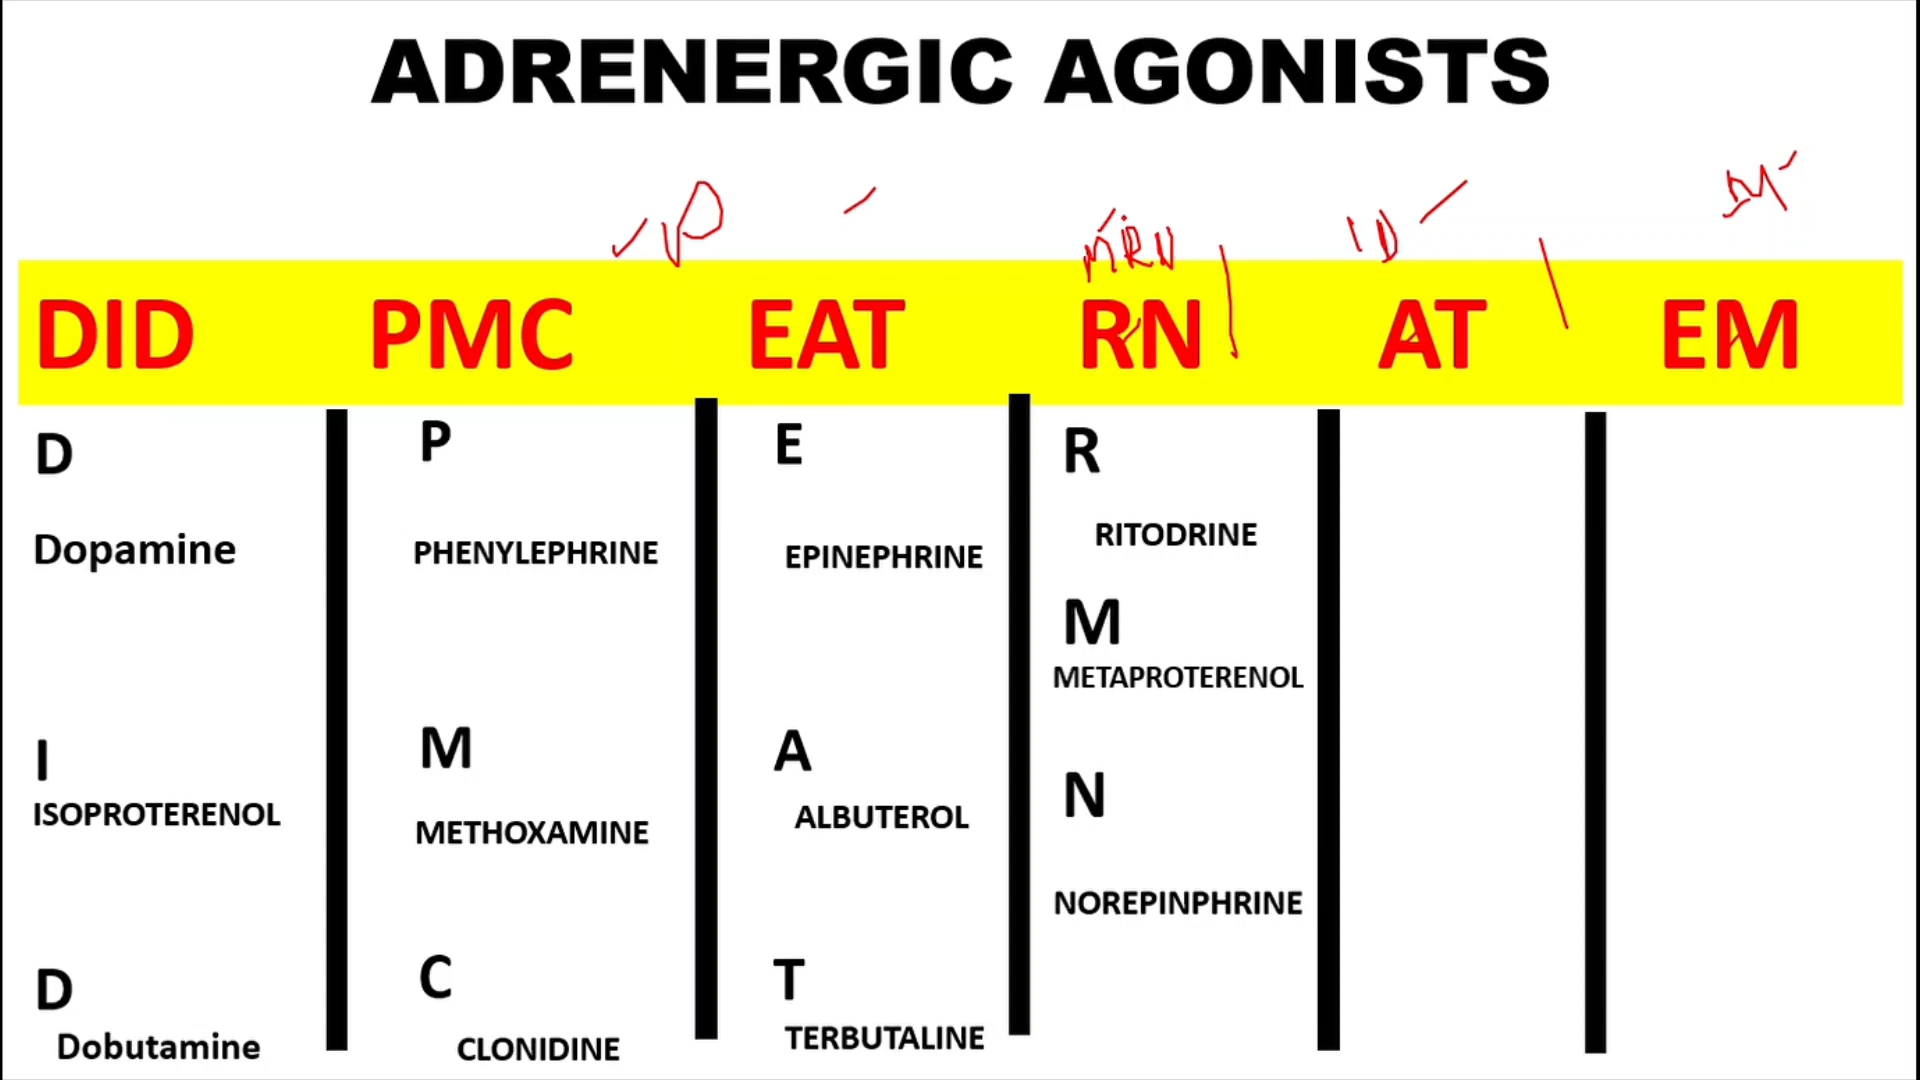 ADRENERGIC AGONISTS
MRN
DID PMC EAT RN AT EM
D
Dopamine
I
ISOPROTERENOL
D
Dobutamine
P
PHENYLEPHRINE
M
METHOXAMINE
C
CLONIDINE
E
EPINEPHRINE
A
ALBUTEROL
T
TERBUTALINE
R
RITODRINE
M
METAPROTERENOL
N
NOREPINPHRINE